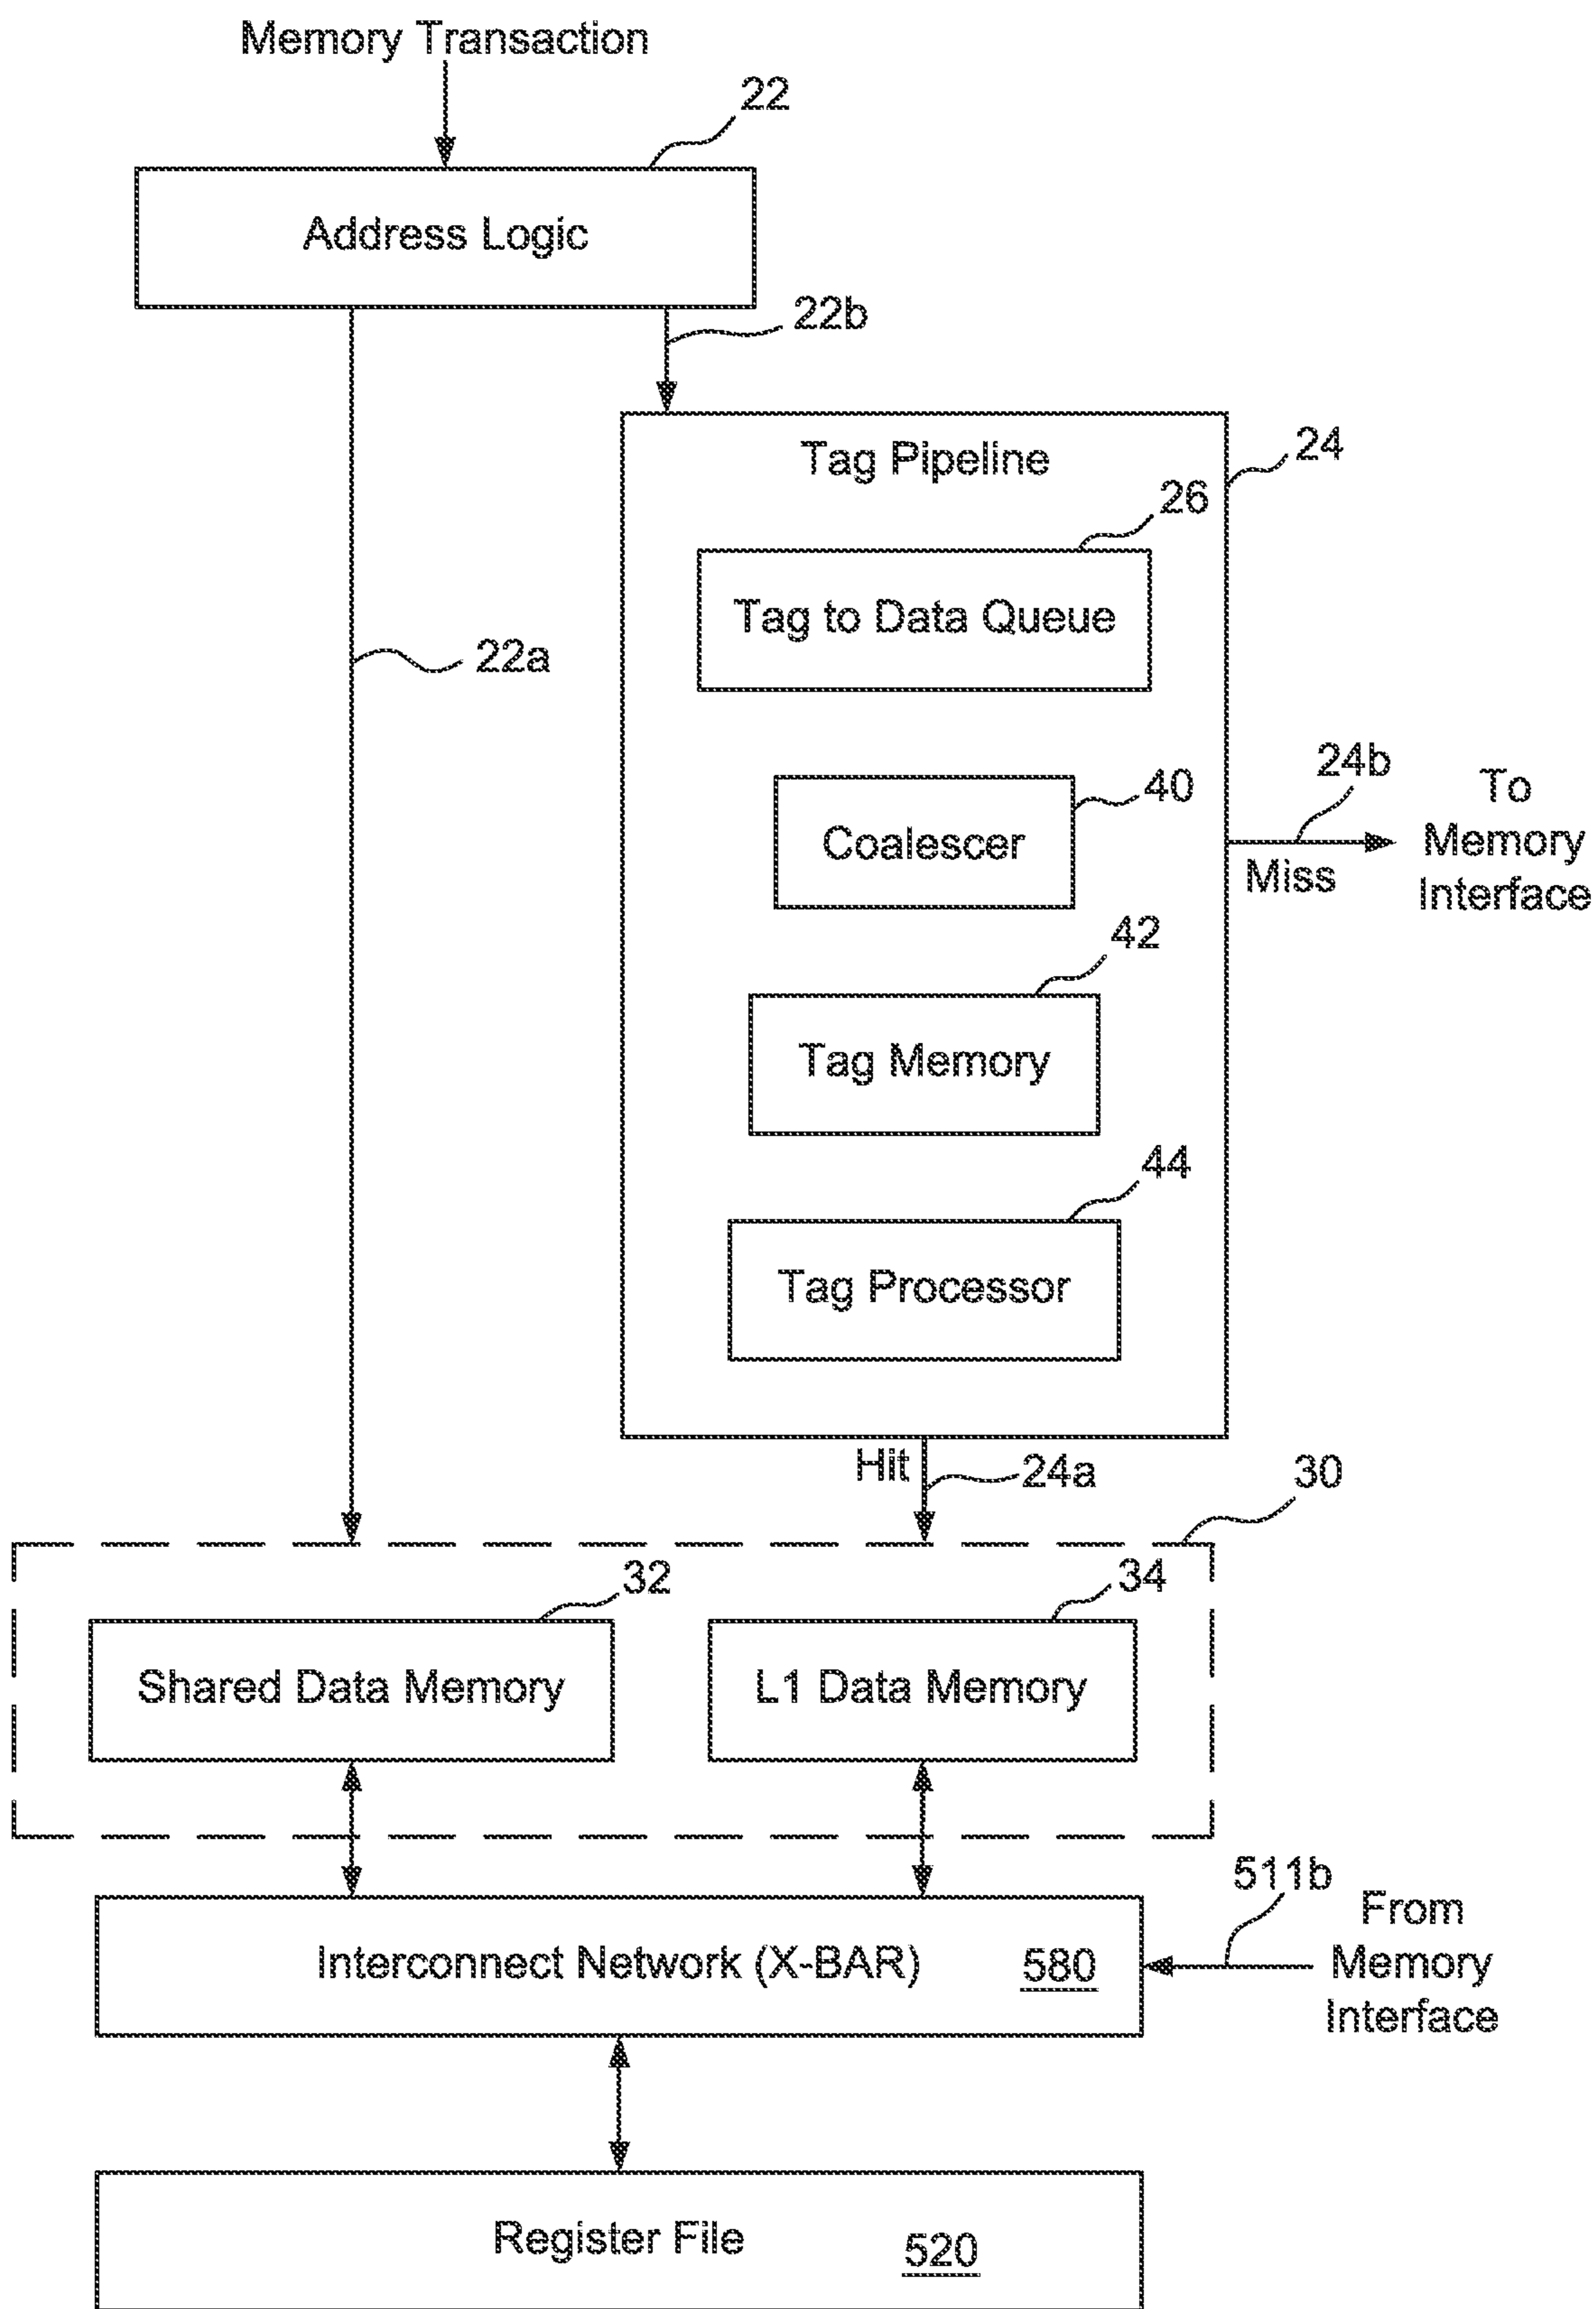 Memory Transaction
22
Address Logic
22b
22a
Tag Pipeline
24
26
Tag to Data Queue
40
Coalescer
24b
Miss
To
Memory
Interface
42
Tag Memory
44
Tag Processor
Hit
24a
30
32
Shared Data Memory
34
L1 Data Memory
511b
From
Memory
Interface
Interconnect Network (X-BAR) 580
Register File 520